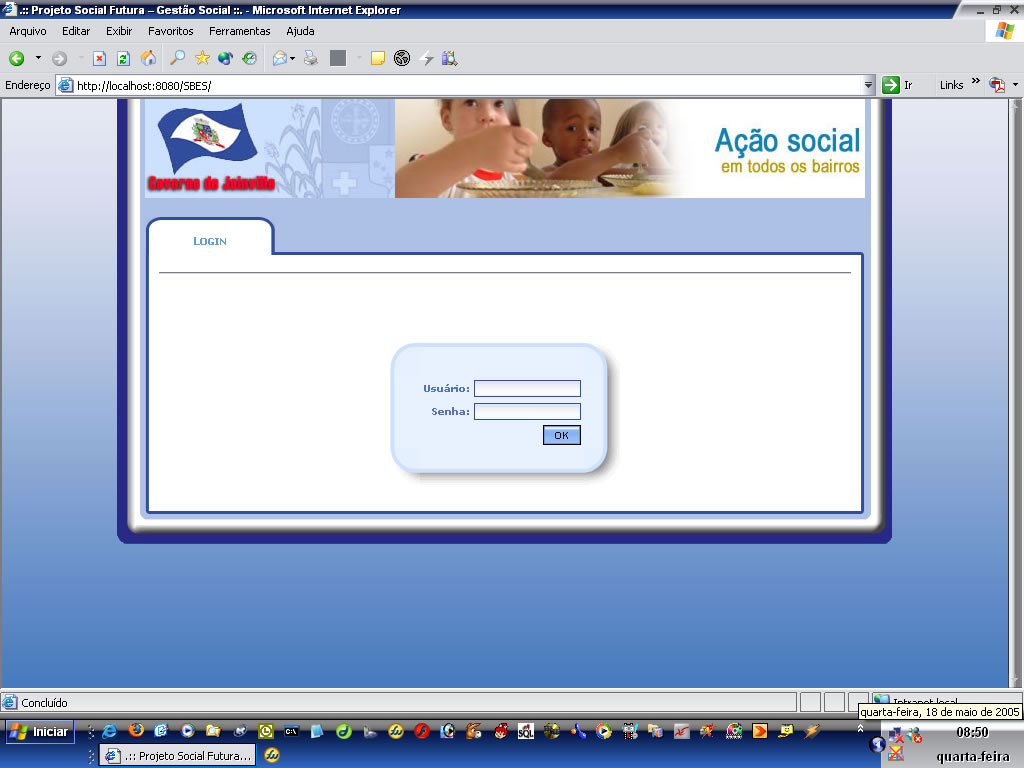 .:: Projeto Social Futura – Gestão Social ::. - Microsoft Internet Explorer
Arquivo Editar Exibir Favoritos Ferramentas Ajuda
Endereço http://localhost:8080/SBES/ Ir Links »
Governo de Joinville
Ação social
em todos os bairros
LOGIN
Usuário:
Senha:
OK
Concluído
Intranet local
quarta-feira, 18 de maio de 2005
Iniciar
SQL
08:50
.:: Projeto Social Futura...
quarta-feira